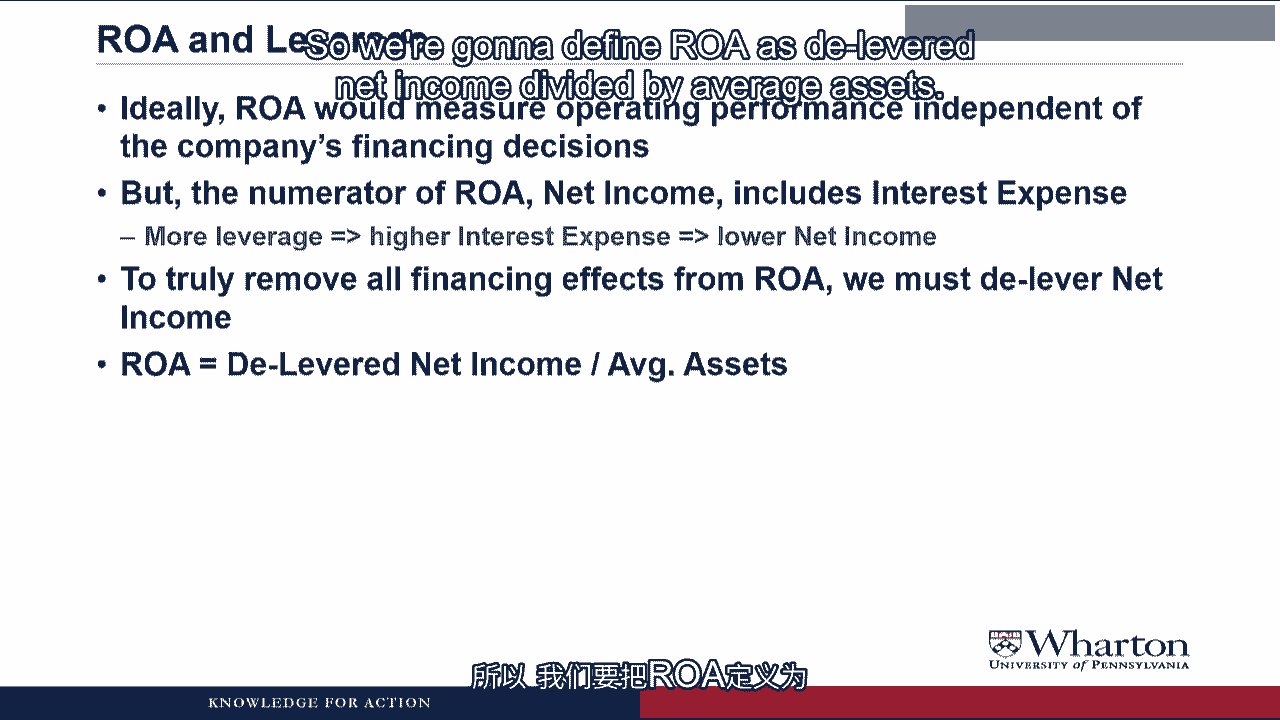 ROA and Leverage
So we're gonna define ROA as de-levered
net income divided by average assets.
• Ideally, ROA would measure operating performance independent of
the company's financing decisions
• But, the numerator of ROA, Net Income, includes Interest Expense
– More leverage => higher Interest Expense => lower Net Income
• To truly remove all financing effects from ROA, we must de-lever Net
Income
• ROA = De-Levered Net Income / Avg. Assets
Wharton
UNIVERSITY of PENNSYLVANIA
所以 我们要把ROA定义为
KNOWLEDGE FOR ACTION